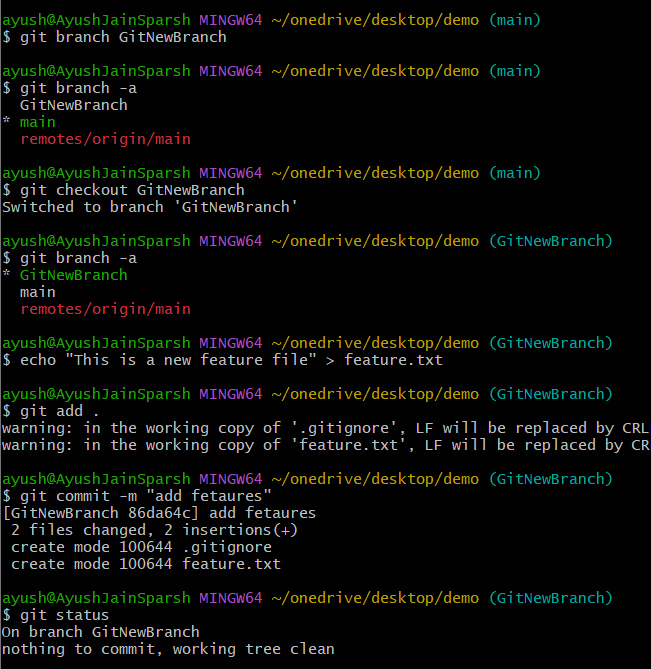 ayush@AyushJainSparsh MINGW64 ~/onedrive/desktop/demo (main)
$ git branch GitNewBranch
ayush@AyushJainSparsh MINGW64 ~/onedrive/desktop/demo (main)
$ git branch -a
GitNewBranch
* main
remotes/origin/main
ayush@AyushJainSparsh MINGW64 ~/onedrive/desktop/demo (main)
$ git checkout GitNewBranch
Switched to branch 'GitNewBranch'
ayush@AyushJainSparsh MINGW64 ~/onedrive/desktop/demo (GitNewBranch)
$ git branch -a
* GitNewBranch
main
remotes/origin/main
ayush@AyushJainSparsh MINGW64 ~/onedrive/desktop/demo (GitNewBranch)
$ echo "This is a new feature file" > feature.txt
ayush@AyushJainSparsh MINGW64 ~/onedrive/desktop/demo (GitNewBranch)
$ git add .
warning: in the working copy of '.gitignore', LF will be replaced by CRL
warning: in the working copy of 'feature.txt', LF will be replaced by CR
ayush@AyushJainSparsh MINGW64 ~/onedrive/desktop/demo (GitNewBranch)
$ git commit -m "add fetaures"
[GitNewBranch 86da64c] add fetaures
2 files changed, 2 insertions(+)
create mode 100644 .gitignore
create mode 100644 feature.txt
ayush@AyushJainSparsh MINGW64 ~/onedrive/desktop/demo (GitNewBranch)
$ git status
On branch GitNewBranch
nothing to commit, working tree clean